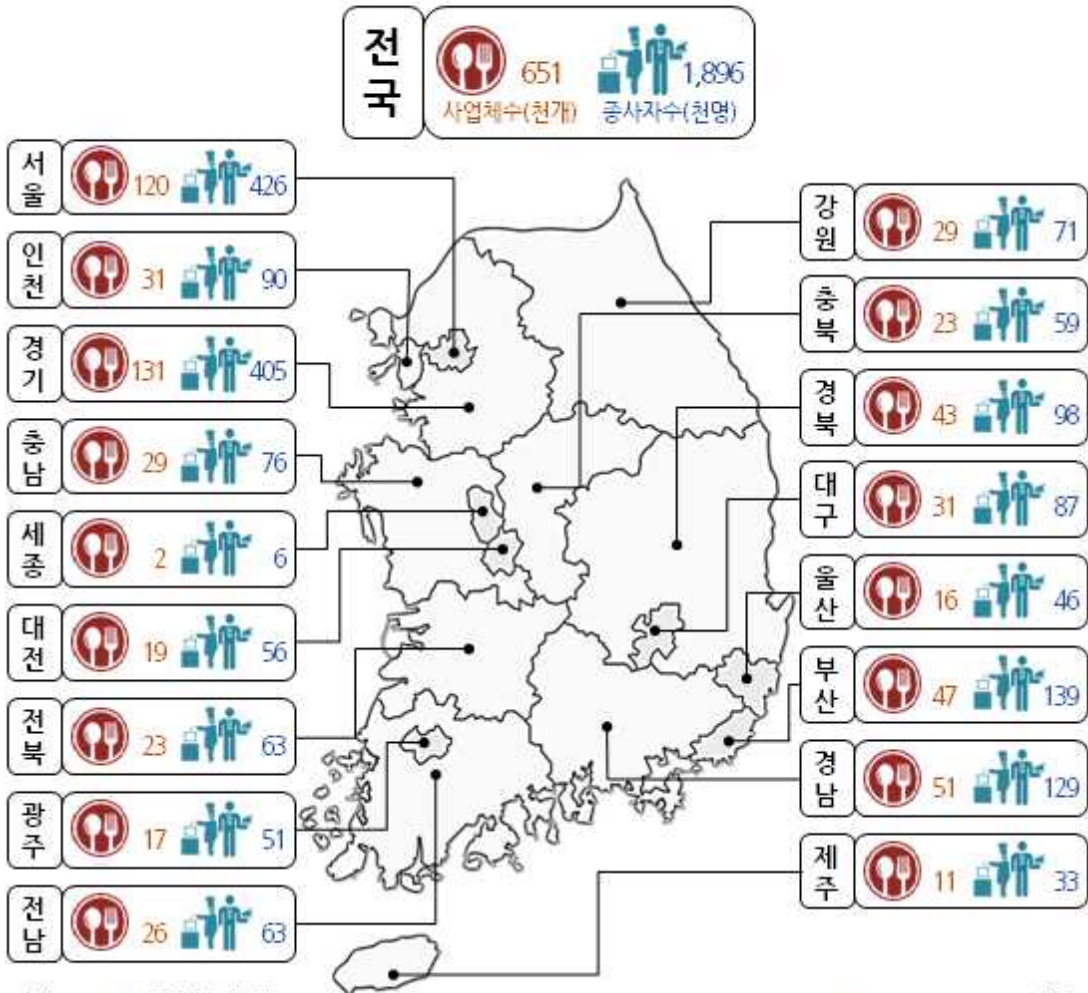 전국
651
1,896
사업체수(천개)
종사자수(천명)
서울
120
426
인천
31
90
경기
131
405
충남
29
76
세종
2
6
대전
19
56
전북
23
63
광주
17
51
전남
26
63
강원
29
71
충북
23
59
경북
43
98
대구
31
87
울산
16
46
부산
47
139
경남
51
129
제주
11
33